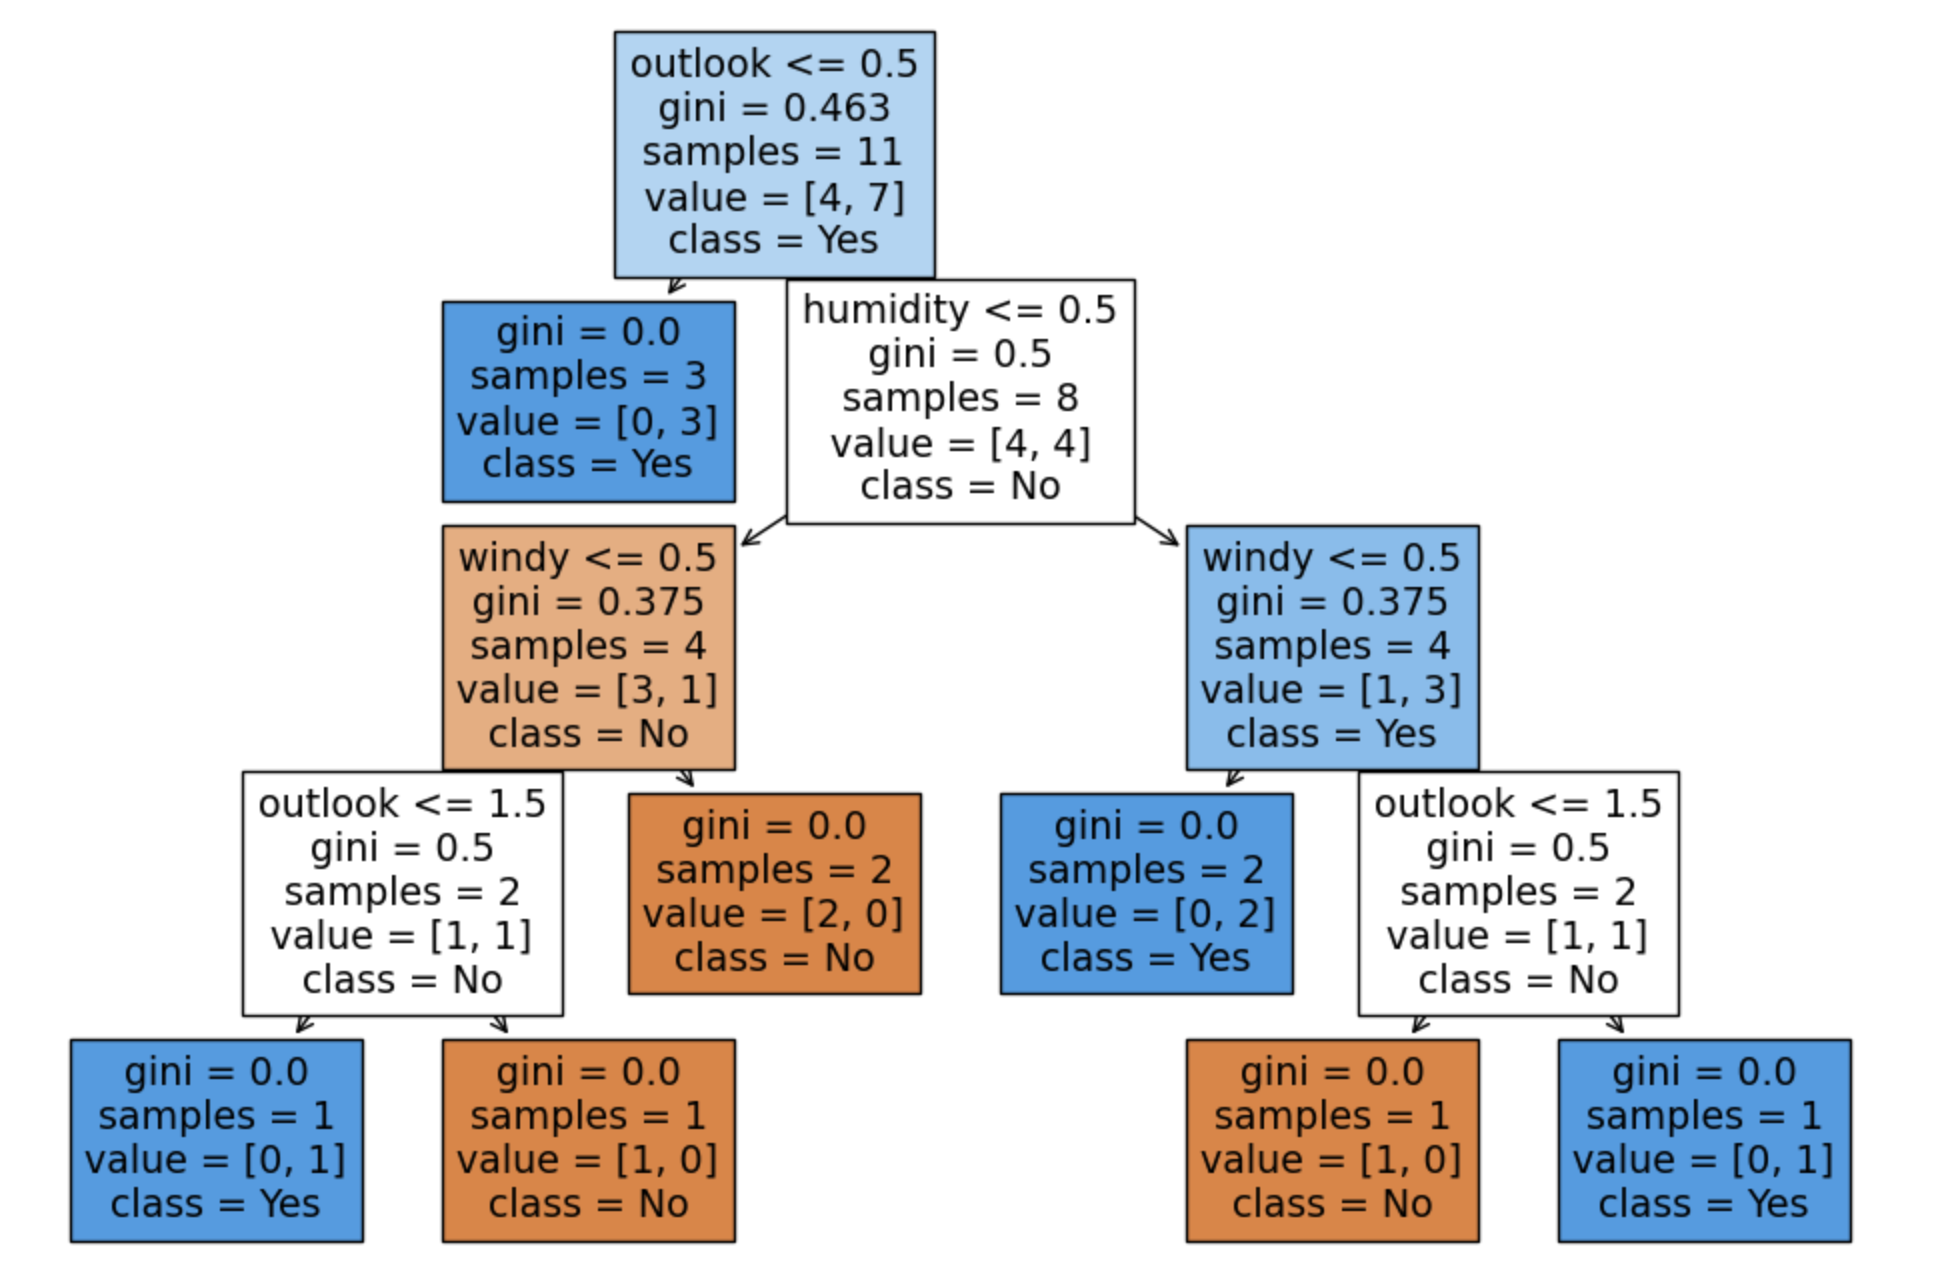 outlook <= 0.5
gini = 0.463
samples = 11
value = [4, 7]
class = Yes
gini = 0.0
samples = 3
value = [0, 3]
class = Yes
humidity <= 0.5
gini = 0.5
samples = 8
value = [4, 4]
class = No
windy <= 0.5
gini = 0.375
samples = 4
value = [3, 1]
class = No
windy <= 0.5
gini = 0.375
samples = 4
value = [1, 3]
class = Yes
outlook <= 1.5
gini = 0.5
samples = 2
value = [1, 1]
class = No
gini = 0.0
samples = 2
value = [2, 0]
class = No
gini = 0.0
samples = 2
value = [0, 2]
class = Yes
outlook <= 1.5
gini = 0.5
samples = 2
value = [1, 1]
class = No
gini = 0.0
samples = 1
value = [0, 1]
class = Yes
gini = 0.0
samples = 1
value = [1, 0]
class = No
gini = 0.0
samples = 1
value = [1, 0]
class = No
gini = 0.0
samples = 1
value = [0, 1]
class = Yes